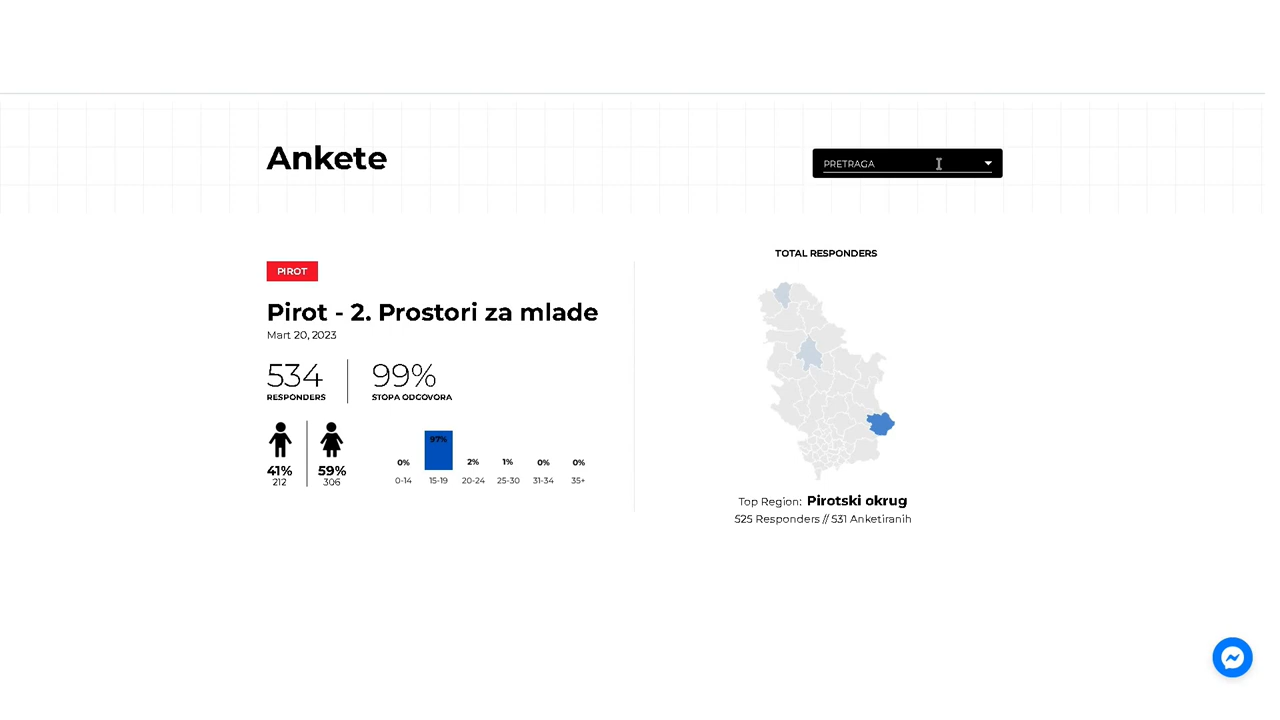 Ankete
PRETRAGA
PIROT
Pirot - 2. Prostori za mlade
Mart 20, 2023
534
RESPONDERS
99%
STOPA ODGOVORA
41%
212
59%
306
0% 97% 2% 1% 0% 0%
0-14 15-19 20-24 25-30 31-34 35+
TOTAL RESPONDERS
Top Region: Pirotski okrug
525 Responders // 531 Anketiranih